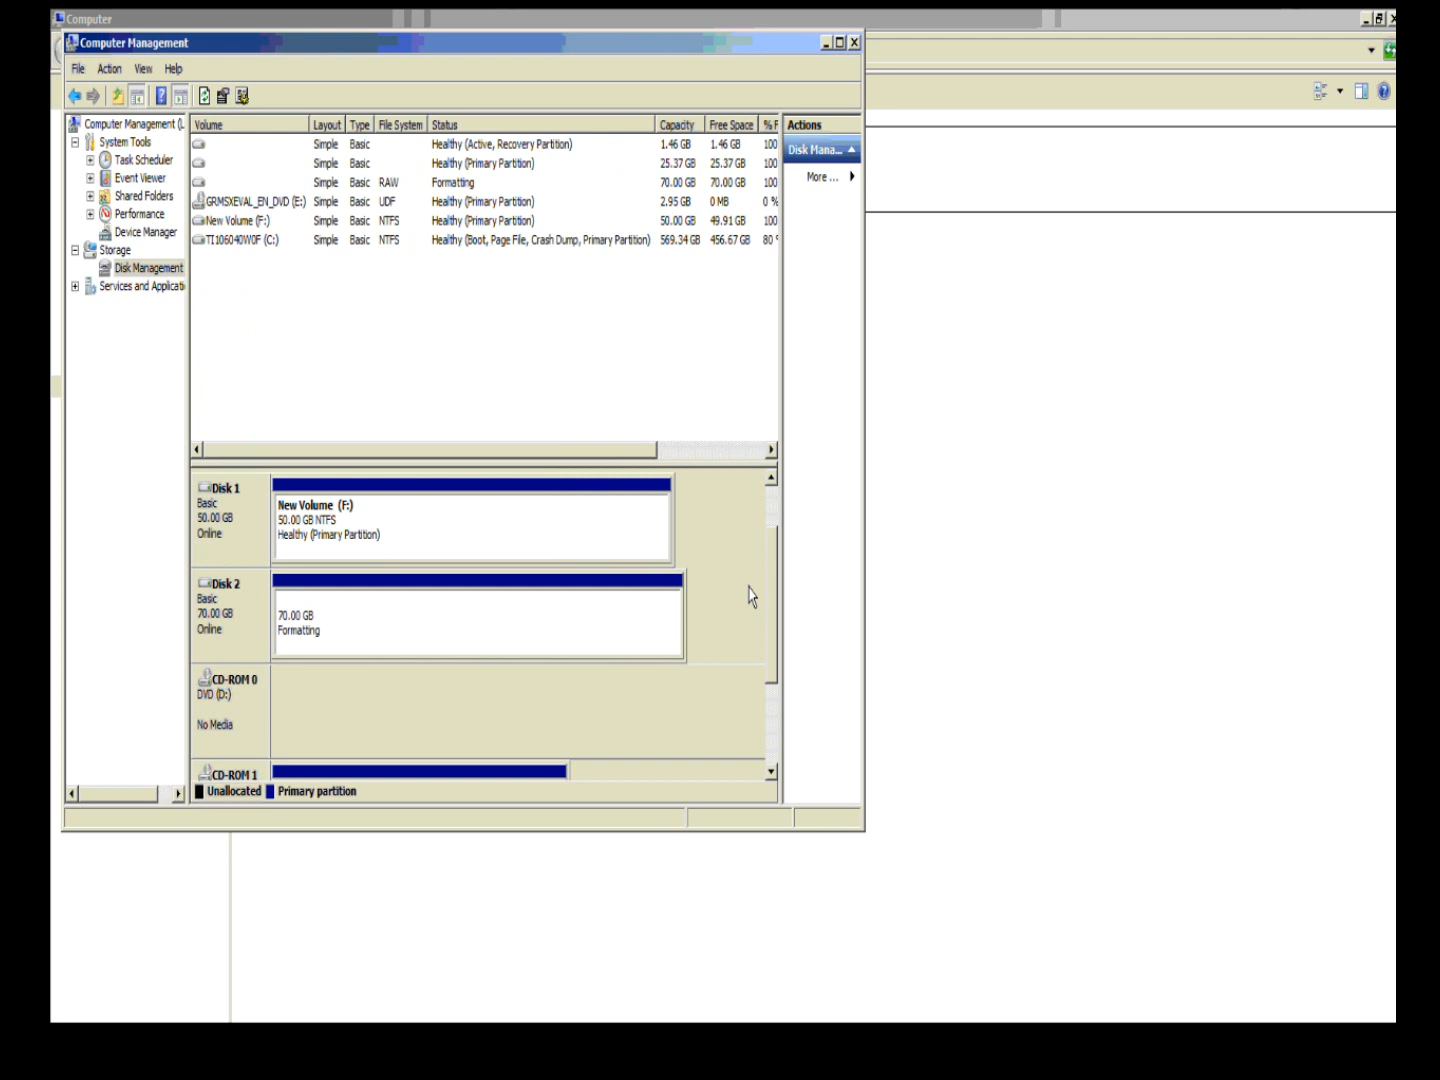 Computer
Computer Management
File Action View Help
Computer Management (L
System Tools
Task Scheduler
Event Viewer
Shared Folders
Performance
Device Manager
Storage
Disk Management
Services and Applicati
Volume Layout Type File System Status Capacity Free Space % F
Simple Basic Healthy (Active, Recovery Partition) 1.46 GB 1.46 GB 100
Simple Basic Healthy (Primary Partition) 25.37 GB 25.37 GB 100
Simple Basic RAW Formatting 70.00 GB 70.00 GB 100
GRMSXEVAL_EN_DVD (E:) Simple Basic UDF Healthy (Primary Partition) 2.95 GB 0 MB 0 %
New Volume (F:) Simple Basic NTFS Healthy (Primary Partition) 50.00 GB 49.91 GB 100
TI106040W0F (C:) Simple Basic NTFS Healthy (Boot, Page File, Crash Dump, Primary Partition) 569.34 GB 456.67 GB 80 %
Actions
Disk Mana...
More ...
Disk 1
Basic
50.00 GB
Online
New Volume (F:)
50.00 GB NTFS
Healthy (Primary Partition)
Disk 2
Basic
70.00 GB
Online
70.00 GB
Formatting
CD-ROM 0
DVD (D:)
No Media
CD-ROM 1
Unallocated Primary partition